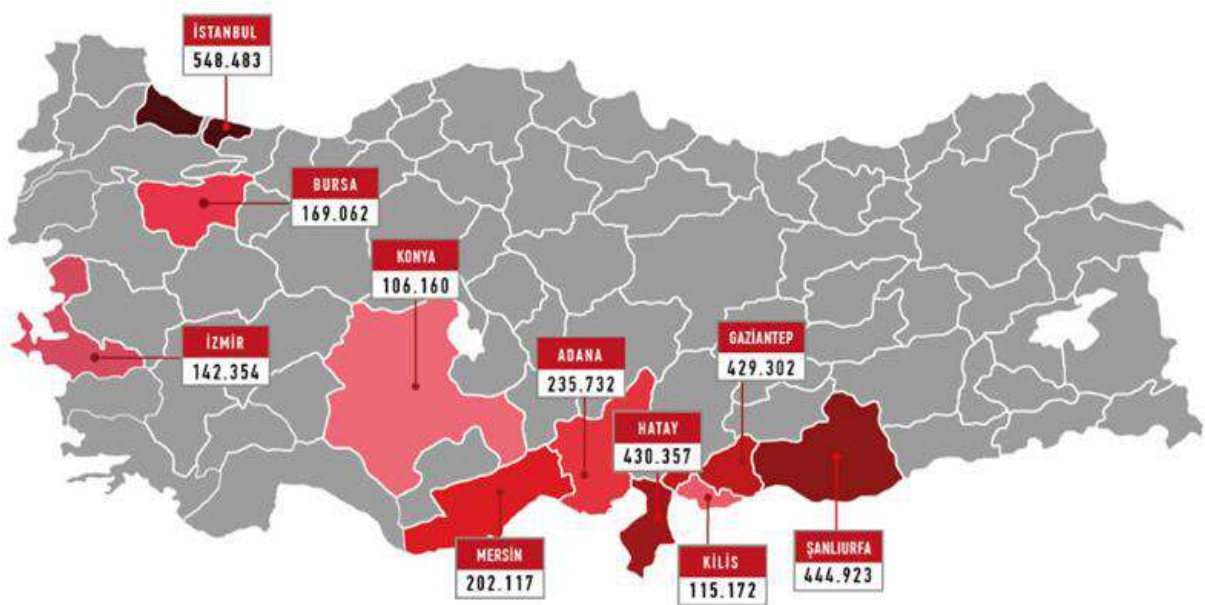 İSTANBUL
548.483
BURSA
169.062
KONYA
106.160
İZMİR
142.354
ADANA
235.732
GAZİANTEP
429.302
HATAY
430.357
MERSİN
202.117
KİLİS
115.172
ŞANLIURFA
444.923